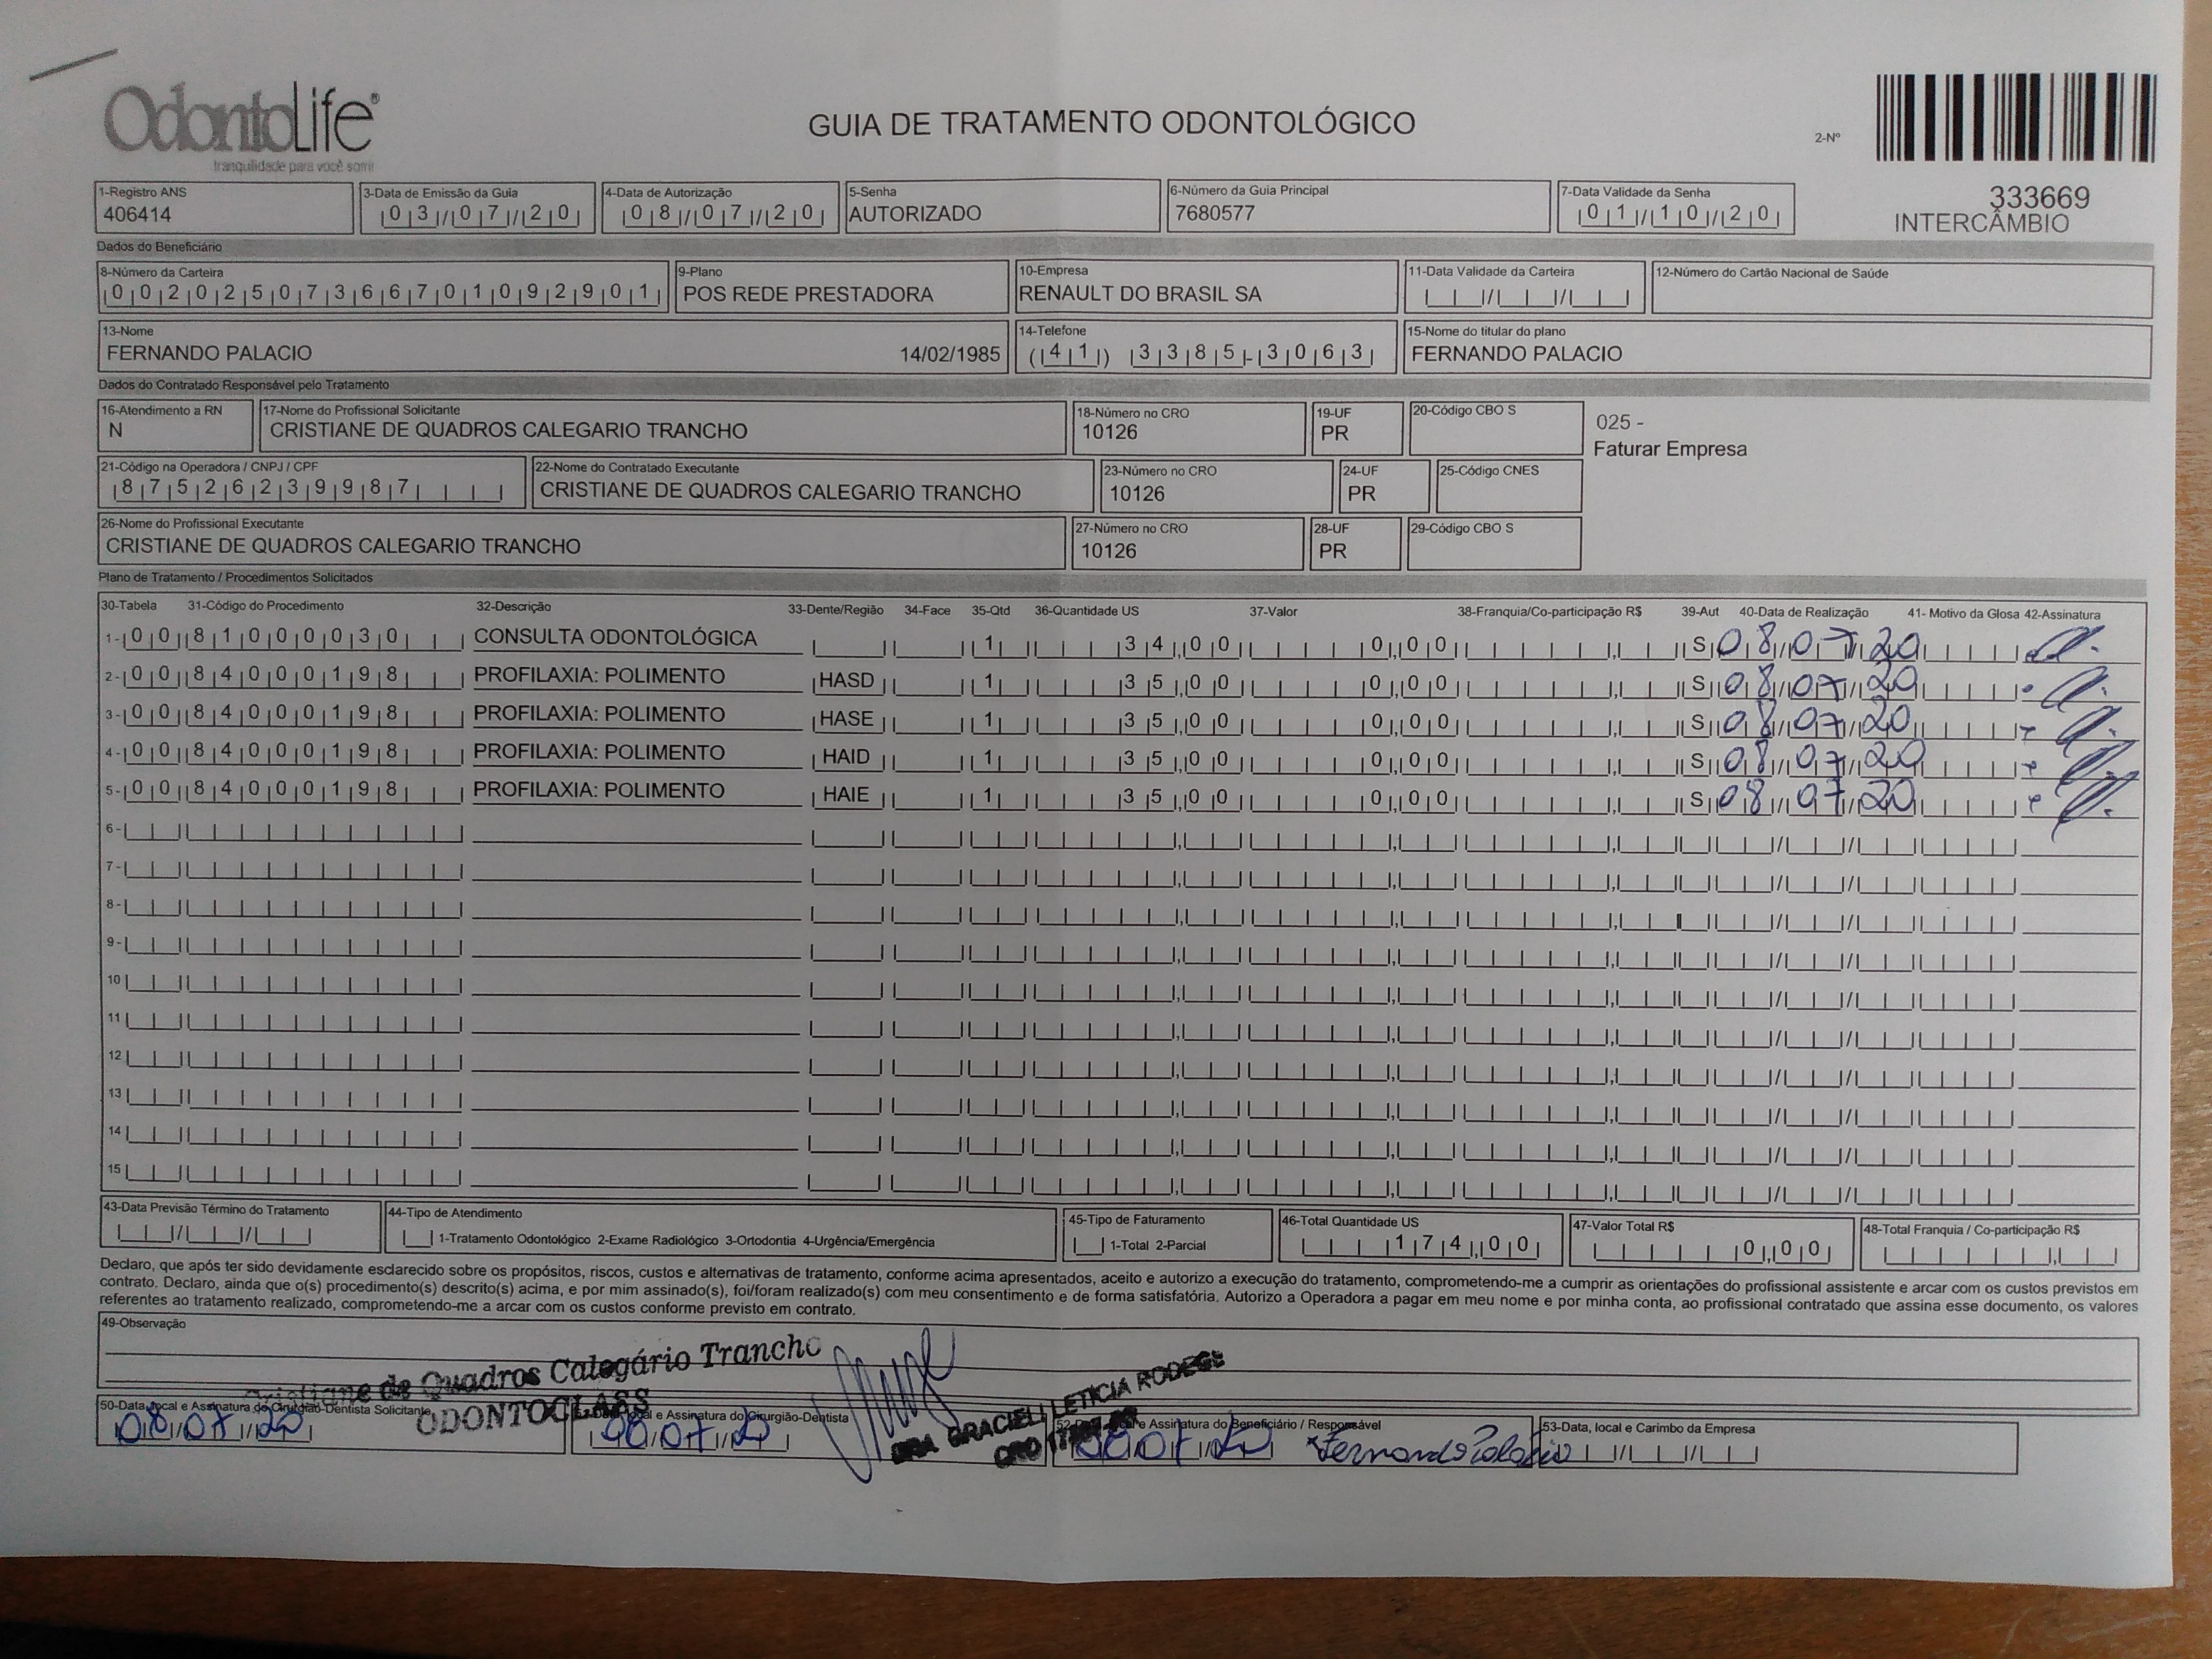 OdontoLife®
tranquilidade para você sorrir
GUIA DE TRATAMENTO ODONTOLÓGICO
2-Nº
333669
INTERCÂMBIO
1-Registro ANS
406414
3-Data de Emissão da Guia
03/07/20
4-Data de Autorização
08/07/20
5-Senha
AUTORIZADO
6-Número da Guia Principal
7680577
7-Data Validade da Senha
01/10/20
Dados do Beneficiário
8-Número da Carteira
00202507366701092901
9-Plano
POS REDE PRESTADORA
10-Empresa
RENAULT DO BRASIL SA
11-Data Validade da Carteira
12-Número do Cartão Nacional de Saúde
13-Nome
FERNANDO PALACIO 14/02/1985
14-Telefone
(41) 3385-3063
15-Nome do titular do plano
FERNANDO PALACIO
Dados do Contratado Responsável pelo Tratamento
16-Atendimento a RN
N
17-Nome do Profissional Solicitante
CRISTIANE DE QUADROS CALEGARIO TRANCHO
18-Número no CRO
10126
19-UF
PR
20-Código CBO S
025 -
Faturar Empresa
21-Código na Operadora / CNPJ / CPF
87526239987
22-Nome do Contratado Executante
CRISTIANE DE QUADROS CALEGARIO TRANCHO
23-Número no CRO
10126
24-UF
PR
25-Código CNES
26-Nome do Profissional Executante
CRISTIANE DE QUADROS CALEGARIO TRANCHO
27-Número no CRO
10126
28-UF
PR
29-Código CBO S
Plano de Tratamento / Procedimentos Solicitados
30-Tabela 31-Código do Procedimento 32-Descrição 33-Dente/Região 34-Face 35-Qtd 36-Quantidade US 37-Valor 38-Franquia/Co-participação R$ 39-Aut 40-Data de Realização 41- Motivo da Glosa 42-Assinatura
1- 00 81000030 CONSULTA ODONTOLÓGICA 1 34,00 0,00 S 08/07/20
2- 00 84000198 PROFILAXIA: POLIMENTO HASD 1 35,00 0,00 S 08/07/20
3- 00 84000198 PROFILAXIA: POLIMENTO HASE 1 35,00 0,00 S 08/07/20
4- 00 84000198 PROFILAXIA: POLIMENTO HAID 1 35,00 0,00 S 08/07/20
5- 00 84000198 PROFILAXIA: POLIMENTO HAIE 1 35,00 0,00 S 08/07/20
6-
7-
8-
9-
10
11
12
13
14
15
43-Data Previsão Término do Tratamento
44-Tipo de Atendimento
1-Tratamento Odontológico 2-Exame Radiológico 3-Ortodontia 4-Urgência/Emergência
45-Tipo de Faturamento
1-Total 2-Parcial
46-Total Quantidade US
174,00
47-Valor Total R$
0,00
48-Total Franquia / Co-participação R$
Declaro, que após ter sido devidamente esclarecido sobre os propósitos, riscos, custos e alternativas de tratamento, conforme acima apresentados, aceito e autorizo a execução do tratamento, comprometendo-me a cumprir as orientações do profissional assistente e arcar com os custos previstos em
contrato. Declaro, ainda que o(s) procedimento(s) descrito(s) acima, e por mim assinado(s), foi/foram realizado(s) com meu consentimento e de forma satisfatória. Autorizo a Operadora a pagar em meu nome e por minha conta, ao profissional contratado que assina esse documento, os valores
referentes ao tratamento realizado, comprometendo-me a arcar com os custos conforme previsto em contrato.
49-Observação
Cristiane de Quadros Calegário Trancho
ODONTOCLASS
DRA GRACIELI LETICIA RODEGE
CRO
50-Data, local e Assinatura do Cirurgião-Dentista Solicitante
08/07/20
local e Assinatura do Cirurgião-Dentista
08/07/20
52-Data, local e Assinatura do Beneficiário / Responsável
08/07/20 Fernando Palacio
53-Data, local e Carimbo da Empresa